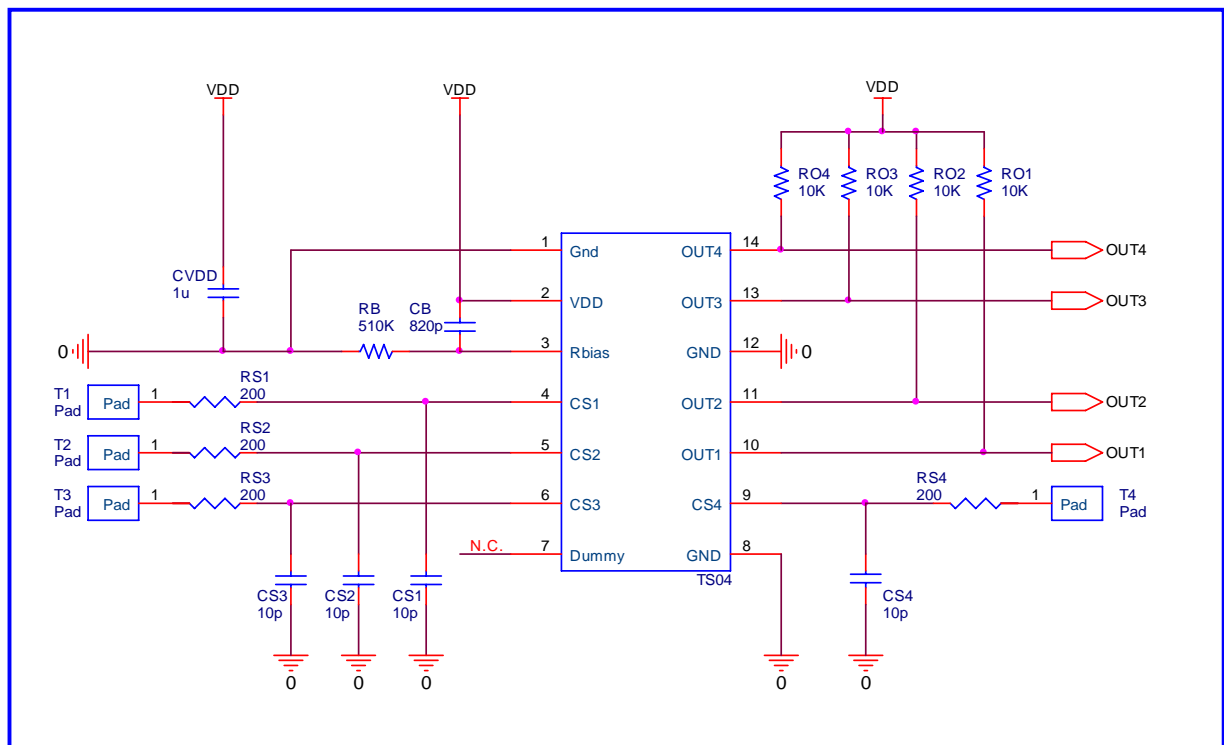 VDD
VDD
VDD
RO4
10K
RO3
10K
RO2
10K
RO1
10K
1
Gnd
OUT4
14
OUT4
CVDD
1u
2
VDD
OUT3
13
OUT3
RB
510K
CB
820p
0
3
Rbias
GND
12
0
T1
Pad
Pad
1
RS1
200
4
CS1
OUT2
11
OUT2
T2
Pad
Pad
1
RS2
200
5
CS2
OUT1
10
OUT1
T3
Pad
Pad
1
RS3
200
6
CS3
CS4
9
RS4
200
1
Pad
T4
Pad
N.C.
7
Dummy
GND
8
TS04
CS3
10p
CS2
10p
CS1
10p
CS4
10p
0
0
0
0
0